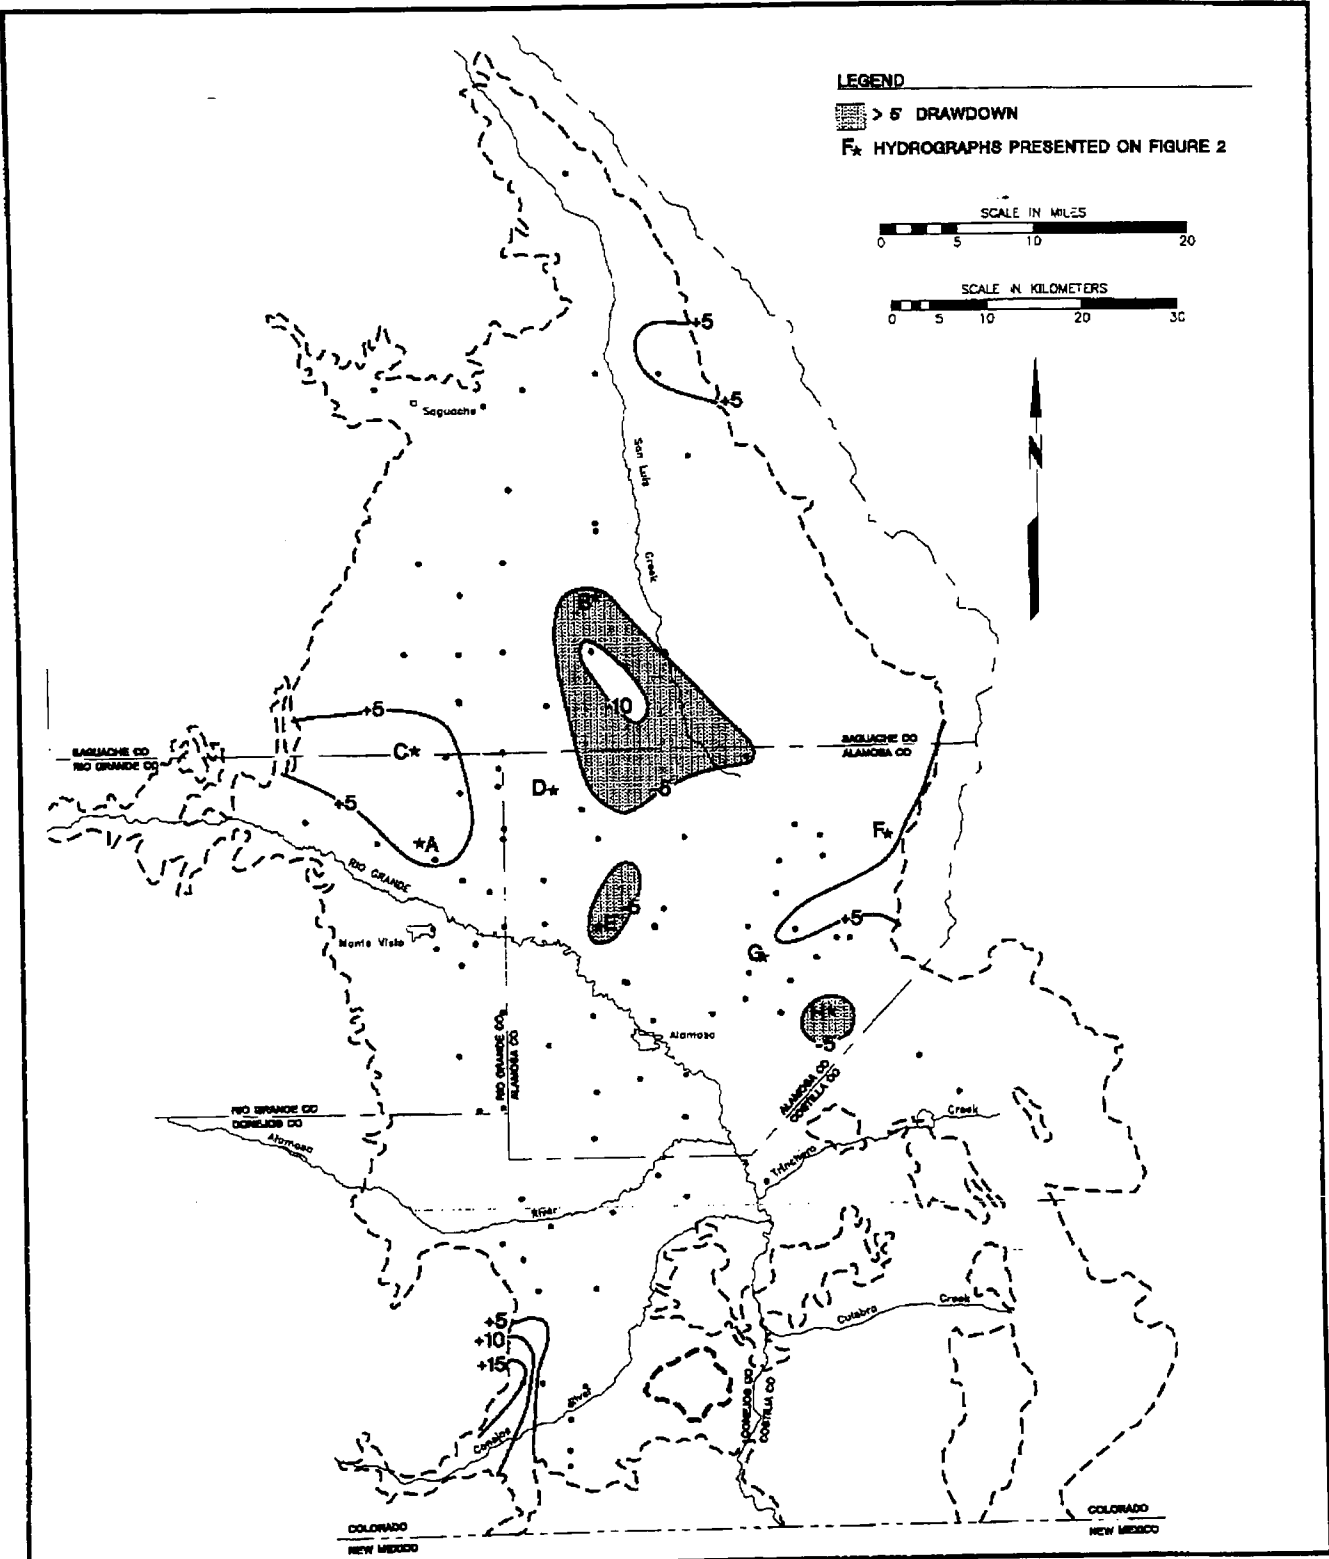 LEGEND
> 5' DRAWDOWN
F★ HYDROGRAPHS PRESENTED ON FIGURE 2
SCALE IN MILES
0 5 10 20
SCALE IN KILOMETERS
0 5 10 20 30
+5
+5
Saguache
San Luis
Creek
N
B★
-10
+5
C★
SAGUACHE CO
RIO GRANDE CO
SAGUACHE CO
ALAMOSA CO
D★
-5
+5
★A
F★
RIO GRANDE
-5
★E
+5
Monte Vista
G★
H★
-5
Alamosa
RIO GRANDE CO
ALAMOSA CO
ALAMOSA CO
COSTILLA CO
RIO GRANDE CO
CONEJOS CO
Alamosa
River
Trinchera
Creek
Culebra
Creek
+5
+10
+15
Conejos
River
CONEJOS CO
COSTILLA CO
COLORADO
NEW MEXICO
COLORADO
NEW MEXICO